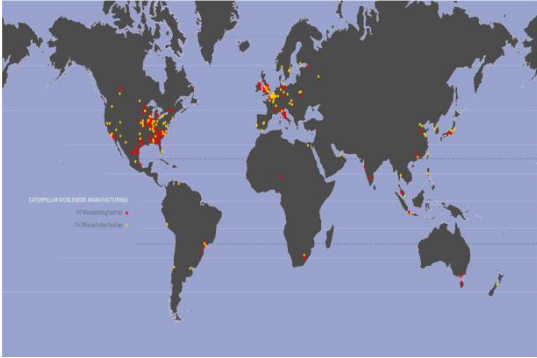 CATERPILLAR WORLDWIDE MANUFACTURING
Manufacturing facilities
Office and other facilities